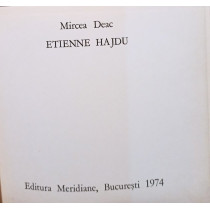 Mircea Deac
ETIENNE HAJDU
Editura Meridiane, București 1974